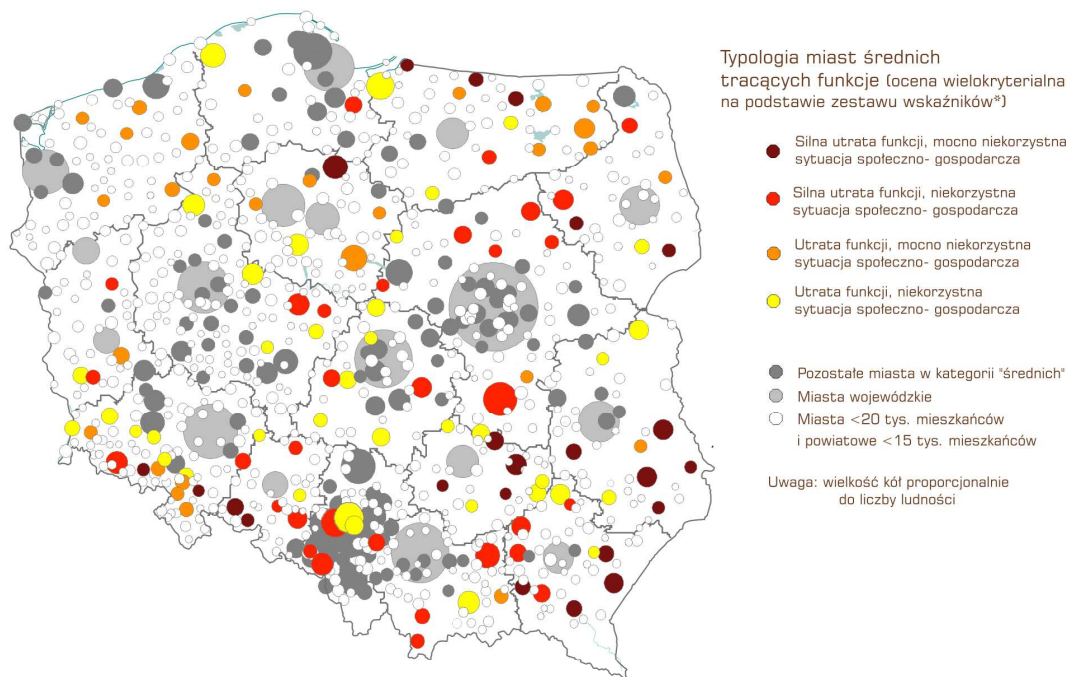 Typologia miast średnich
tracących funkcje (ocena wielokryterialna
na podstawie zestawu wskaźników*)
Silna utrata funkcji, mocno niekorzystna
sytuacja społeczno- gospodarcza
Silna utrata funkcji, niekorzystna
sytuacja społeczno- gospodarcza
Utrata funkcji, mocno niekorzystna
sytuacja społeczno- gospodarcza
Utrata funkcji, niekorzystna
sytuacja społeczno- gospodarcza
Pozostałe miasta w kategorii "średnich"
Miasta wojewódzkie
Miasta <20 tys. mieszkańców
i powiatowe <15 tys. mieszkańców
Uwaga: wielkość kół proporcjonalnie
do liczby ludności